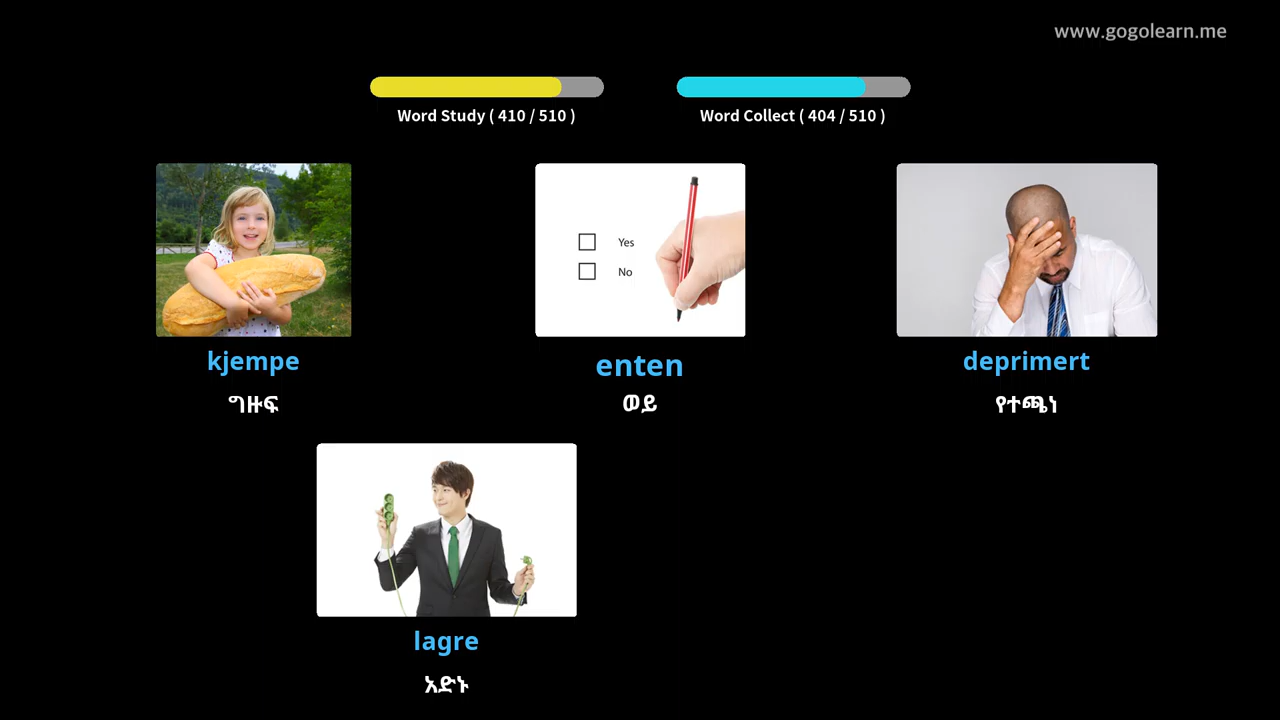 www.gogolearn.me
Word Study ( 410 / 510 )
Word Collect ( 404 / 510 )
Yes
No
kjempe
enten
deprimert
ግዙፍ
ወይ
የተጫነ
lagre
አድኑ